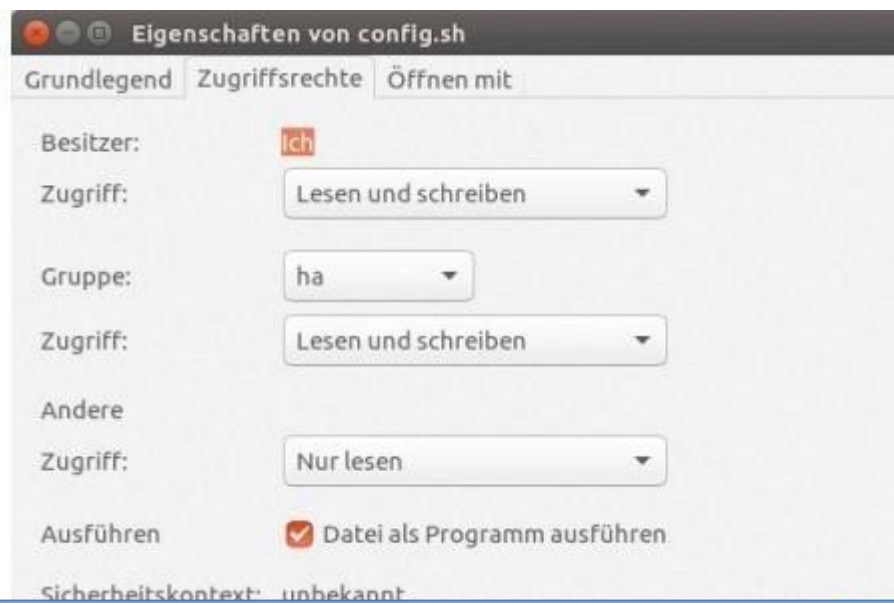 Eigenschaften von config.sh
Grundlegend Zugriffsrechte Öffnen mit
Besitzer: Ich
Zugriff: Lesen und schreiben
Gruppe: ha
Zugriff: Lesen und schreiben
Andere
Zugriff: Nur lesen
Ausführen Datei als Programm ausführen
Sicherheitskontext: unbekannt